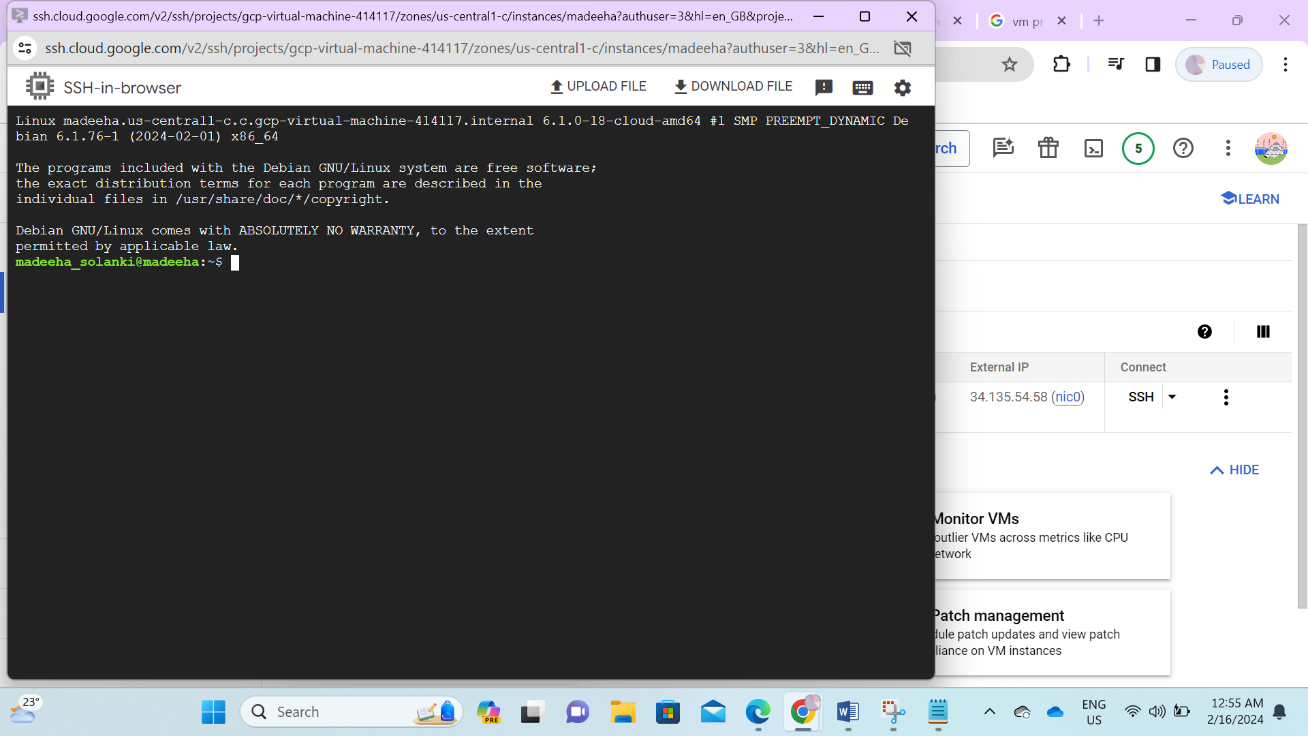 ssh.cloud.google.com/v2/ssh/projects/gcp-virtual-machine-414117/zones/us-central1-c/instances/madeeha?authuser=3&hl=en_GB&proje...
vm pr
ssh.cloud.google.com/v2/ssh/projects/gcp-virtual-machine-414117/zones/us-central1-c/instances/madeeha?authuser=3&hl=en_G...
Paused
SSH-in-browser
UPLOAD FILE
DOWNLOAD FILE
Linux madeeha.us-central1-c.c.gcp-virtual-machine-414117.internal 6.1.0-18-cloud-amd64 #1 SMP PREEMPT_DYNAMIC De
bian 6.1.76-1 (2024-02-01) x86_64
The programs included with the Debian GNU/Linux system are free software;
the exact distribution terms for each program are described in the
individual files in /usr/share/doc/*/copyright.
Debian GNU/Linux comes with ABSOLUTELY NO WARRANTY, to the extent
permitted by applicable law.
madeeha_solanki@madeeha:~$
rch
5
LEARN
External IP
Connect
34.135.54.58 (nic0)
SSH
HIDE
Monitor VMs
outlier VMs across metrics like CPU
etwork
Patch management
dule patch updates and view patch
liance on VM instances
23°
Search
PRE
ENG
US
12:55 AM
2/16/2024